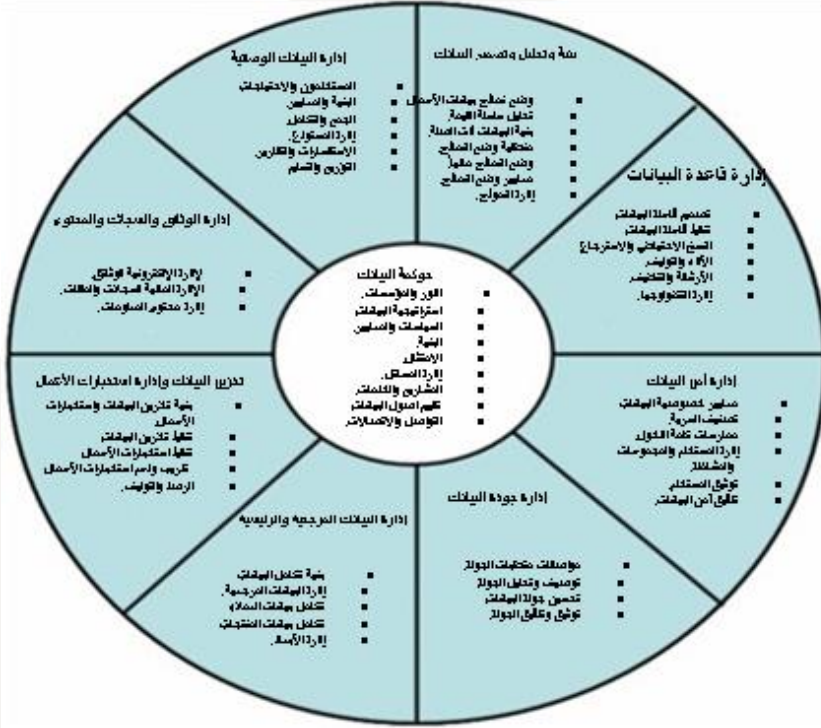 بنية وتحليل وتصميم البيانات
وضع نماذج بيانات الأعمال
تحليل سلسلة القيمة.
بنية البيانات ذات الصلة.
منطقية وضع النماذج.
وضع النماذج
معايير وضع النماذج.
إدارة النموذج.
إدارة قاعدة البيانات
تصميم قاعدة البيانات.
تنفيذ قاعدة البيانات.
النسخ الاحتياطي والاسترجاع
الأداء والتوليف.
الأرشفة والتنظيف.
إدارة التكنولوجيا.
إدارة أمن البيانات
معايير خصوصية البيانات
تصنيف السرية.
ممارسات كلمة الدخول.
إدارة المستخدم والمجموعات
والمشاهدة.
توثيق المستخدم.
تدقيق أمن البيانات.
إدارة جودة البيانات
مواصفات متطلبات الجودة.
توصيف وتحليل الجودة.
تحسين جودة البيانات.
توثيق وتدقيق الجودة.
إدارة البيانات المرجعية والرئيسية
بنية تكامل البيانات
إدارة البيانات المرجعية.
تكامل بيانات العملاء
تكامل بيانات المنتجات
إدارة الأبعاد.
تخزين البيانات وإدارة استخبارات الأعمال
بنية تخزين البيانات واستخبارات
الأعمال.
تنفيذ تخزين البيانات
تنفيذ استخبارات الأعمال
تدريب ودعم استخبارات الأعمال
الرصد والتوليف.
إدارة الوثائق والسجلات والمحتوى
الإدارة الإلكترونية للوثائق.
الإدارة المادية للسجلات والملفات.
إدارة محتوى المعلومات.
إدارة البيانات الوصفية
المستخدمون والاحتياجات
البنية والمعايير
الجمع والتكامل
إدارة المستودع.
الاستفسارات والتقارير
التوزيع والتسليم
حوكمة البيانات
الدور والمؤسسات.
استراتيجية البيانات
السياسات والمعايير
البنية.
الامتثال.
إدارة المسائل.
المشاريع والخدمات
تقييم أصول البيانات
التواصل والاتصالات.